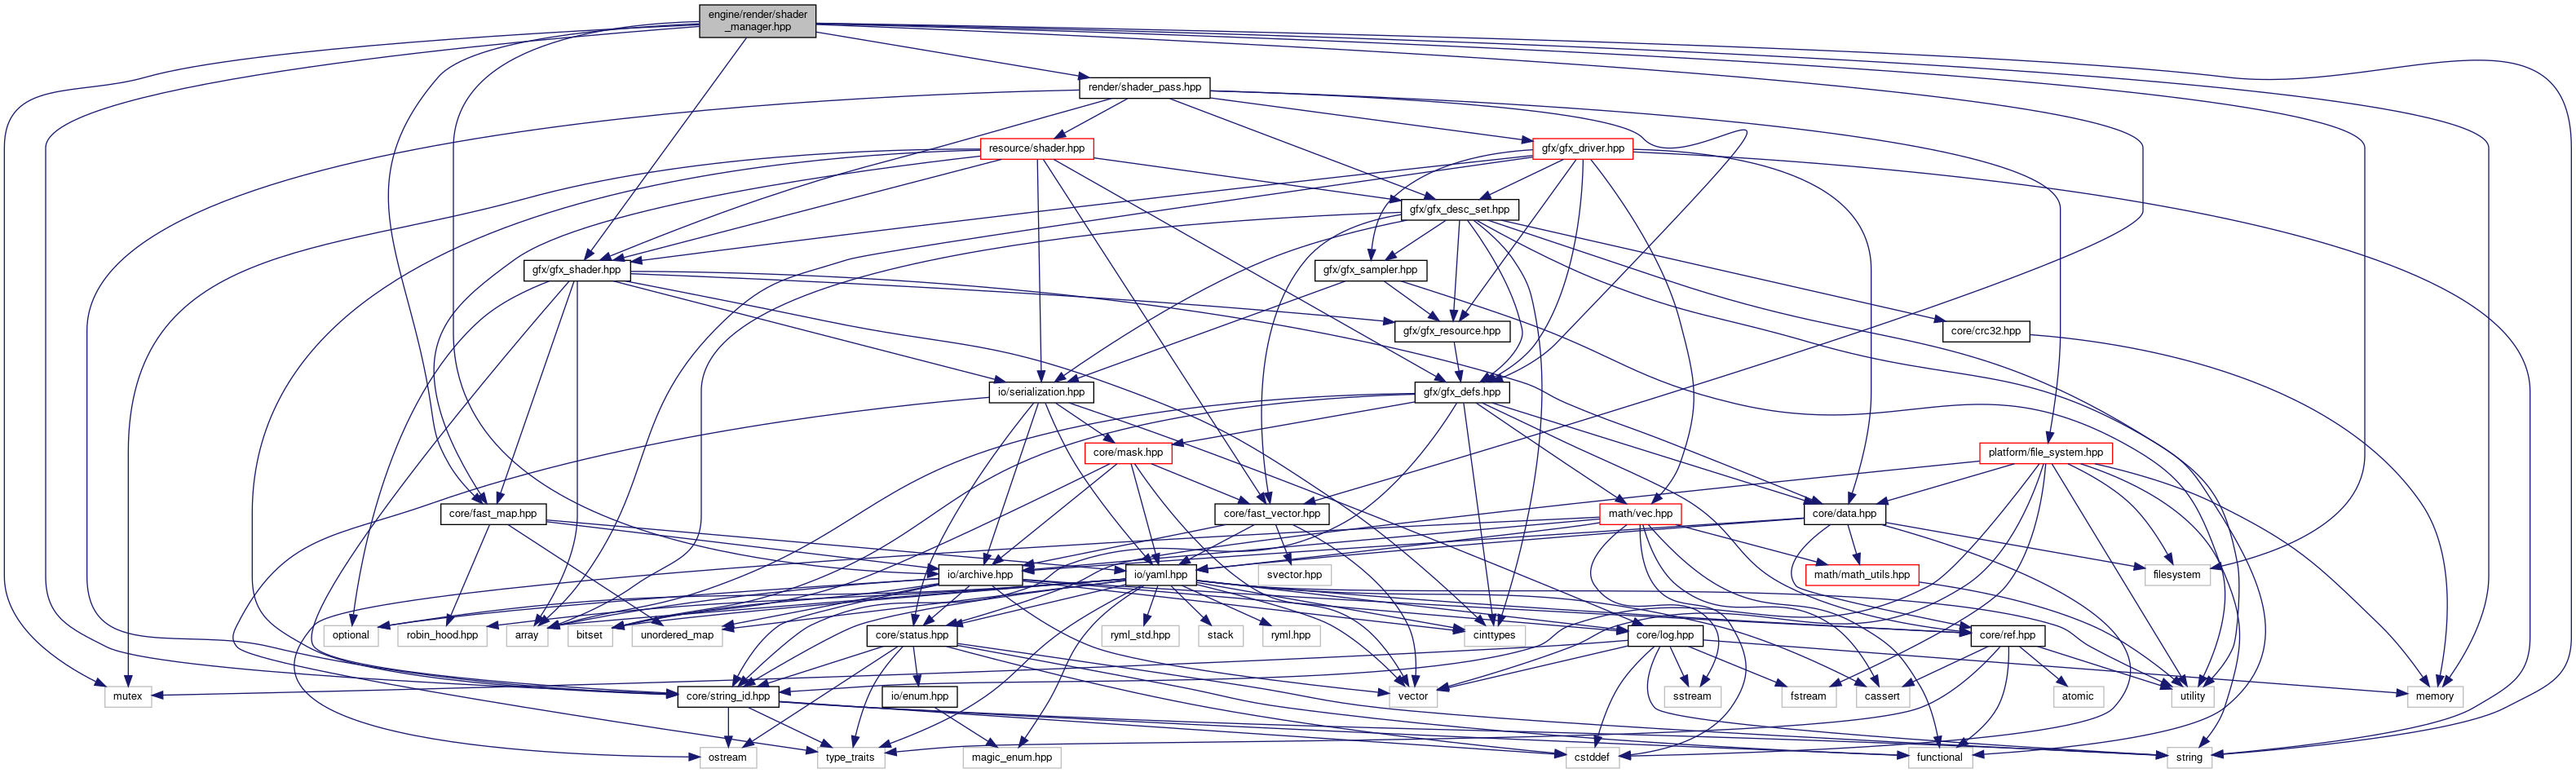 engine/render/shader
_manager.hpp
render/shader_pass.hpp
resource/shader.hpp
gfx/gfx_driver.hpp
gfx/gfx_desc_set.hpp
gfx/gfx_shader.hpp
gfx/gfx_sampler.hpp
gfx/gfx_resource.hpp
core/crc32.hpp
io/serialization.hpp
gfx/gfx_defs.hpp
core/mask.hpp
platform/file_system.hpp
core/fast_map.hpp
core/fast_vector.hpp
math/vec.hpp
core/data.hpp
io/archive.hpp
io/yaml.hpp
svector.hpp
math/math_utils.hpp
filesystem
optional
robin_hood.hpp
array
bitset
unordered_map
core/status.hpp
ryml_std.hpp
stack
ryml.hpp
cinttypes
core/log.hpp
core/ref.hpp
mutex
core/string_id.hpp
io/enum.hpp
vector
sstream
fstream
cassert
atomic
utility
memory
ostream
type_traits
magic_enum.hpp
cstddef
functional
string